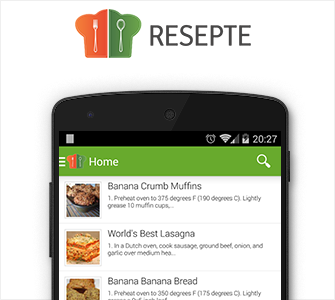 RESEPTE
20:27
Home
Banana Crumb Muffins
1. Preheat oven to 375 degrees F (190 degrees C). Lightly
grease 10 muffin cups,...
World's Best Lasagna
1. In a Dutch oven, cook sausage, ground beef, onion, and
garlic over medium hea...
Banana Banana Bread
1. Preheat oven to 350 degrees F (175 degrees C). Lightly